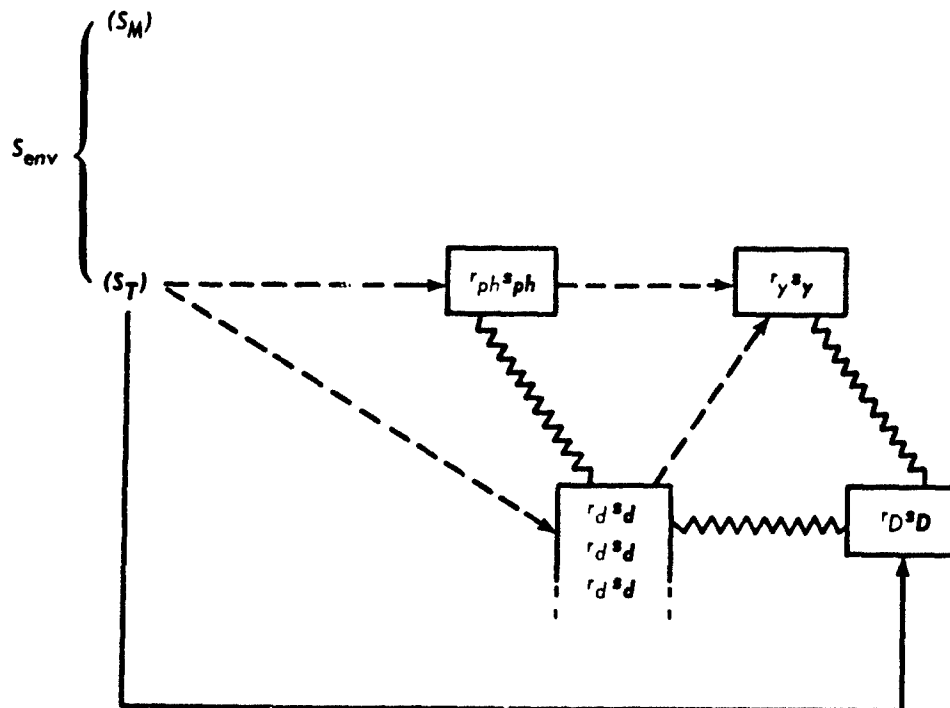 (S_M)
S_env
(S_T)
r_ph s_ph
r_y s_y
r_d s_d
r_d s_d
r_d s_d
r_D s_D